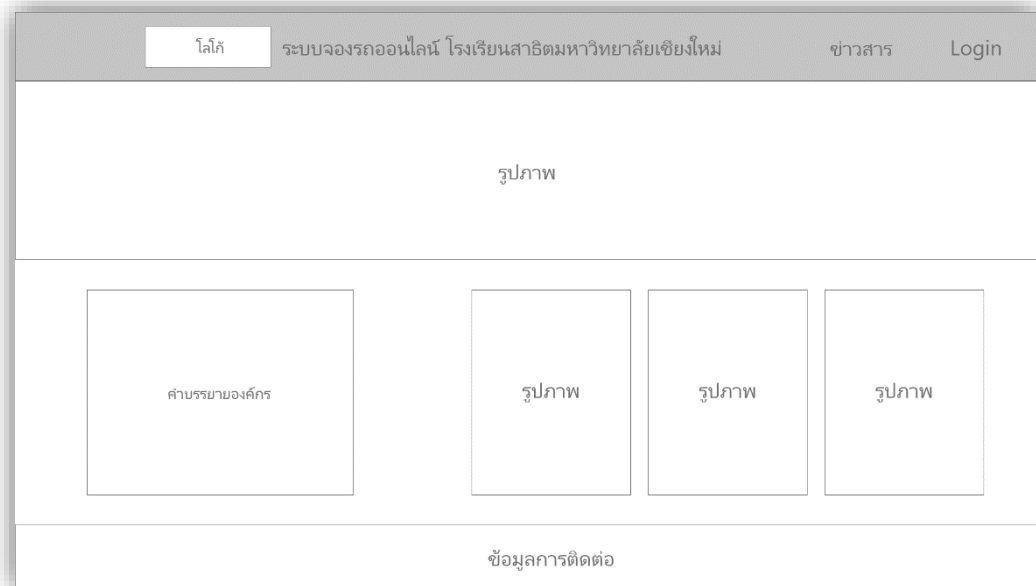 โลโก้
ระบบจองรถออนไลน์ โรงเรียนสาธิตมหาวิทยาลัยเชียงใหม่
ข่าวสาร
Login
รูปภาพ
คำบรรยายองค์กร
รูปภาพ
รูปภาพ
รูปภาพ
ข้อมูลการติดต่อ